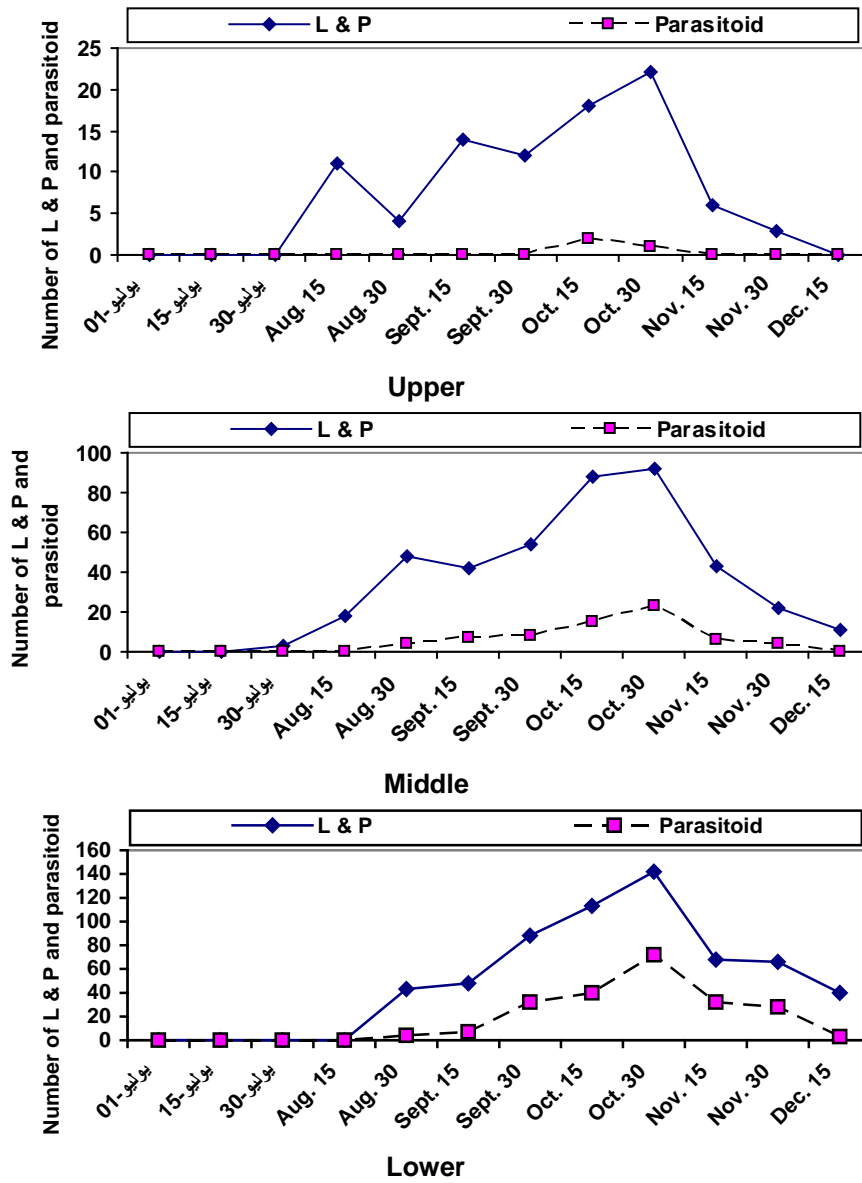 L & P Parasitoid
Number of L & P and parasitoid
25
20
15
10
5
0
01-يوليو
15-يوليو
30-يوليو
Aug. 15
Aug. 30
Sept. 15
Sept. 30
Oct. 15
Oct. 30
Nov. 15
Nov. 30
Dec. 15
Upper
L & P Parasitoid
Number of L & P and
parasitoid
100
80
60
40
20
0
01-يوليو
15-يوليو
30-يوليو
Aug. 15
Aug. 30
Sept. 15
Sept. 30
Oct. 15
Oct. 30
Nov. 15
Nov. 30
Dec. 15
Middle
L & P Parasitoid
Number of L & P and parasitoid
160
140
120
100
80
60
40
20
0
01-يوليو
15-يوليو
30-يوليو
Aug. 15
Aug. 30
Sept. 15
Sept. 30
Oct. 15
Oct. 30
Nov. 15
Nov. 30
Dec. 15
Lower